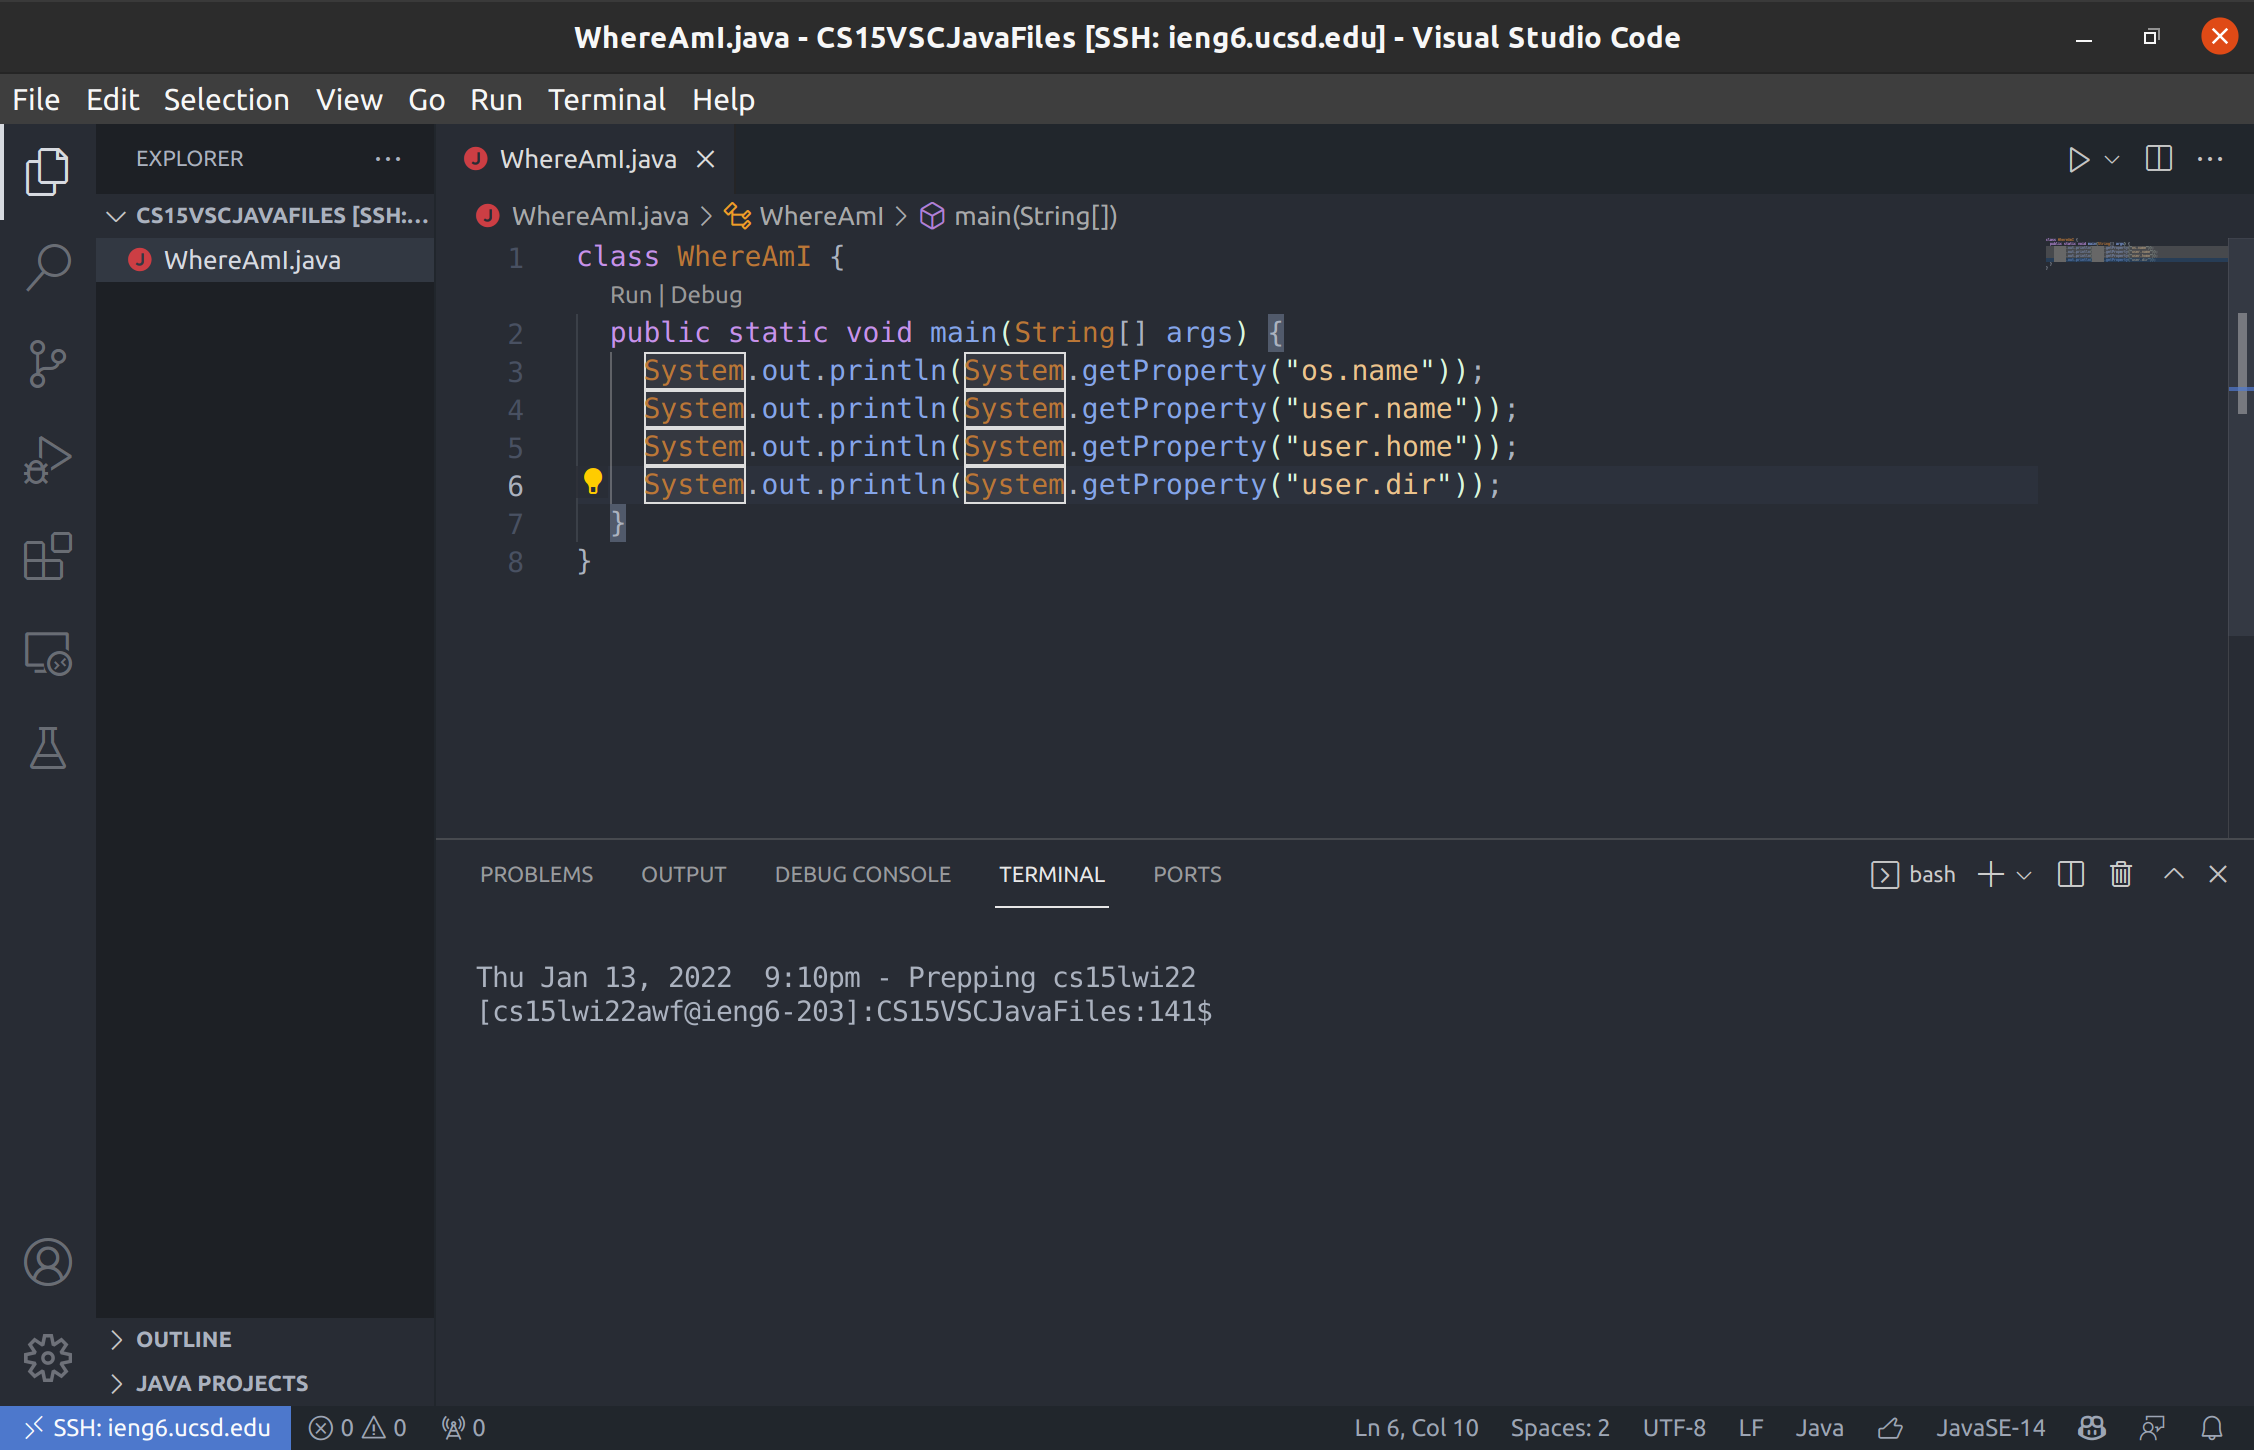 WhereAmI.java - CS15VSCJavaFiles [SSH: ieng6.ucsd.edu] - Visual Studio Code
File Edit Selection View Go Run Terminal Help
EXPLORER
CS15VSCJAVAFILES [SSH:...
WhereAmI.java
WhereAmI.java
WhereAmI.java > WhereAmI > main(String[])
1 class WhereAmI {
Run | Debug
2 public static void main(String[] args) {
3 System.out.println(System.getProperty("os.name"));
4 System.out.println(System.getProperty("user.name"));
5 System.out.println(System.getProperty("user.home"));
6 System.out.println(System.getProperty("user.dir"));
7 }
8 }
PROBLEMS OUTPUT DEBUG CONSOLE TERMINAL PORTS
bash
Thu Jan 13, 2022  9:10pm - Prepping cs15lwi22
[cs15lwi22awf@ieng6-203]:CS15VSCJavaFiles:141$
OUTLINE
JAVA PROJECTS
SSH: ieng6.ucsd.edu 0 0 0 Ln 6, Col 10 Spaces: 2 UTF-8 LF Java JavaSE-14